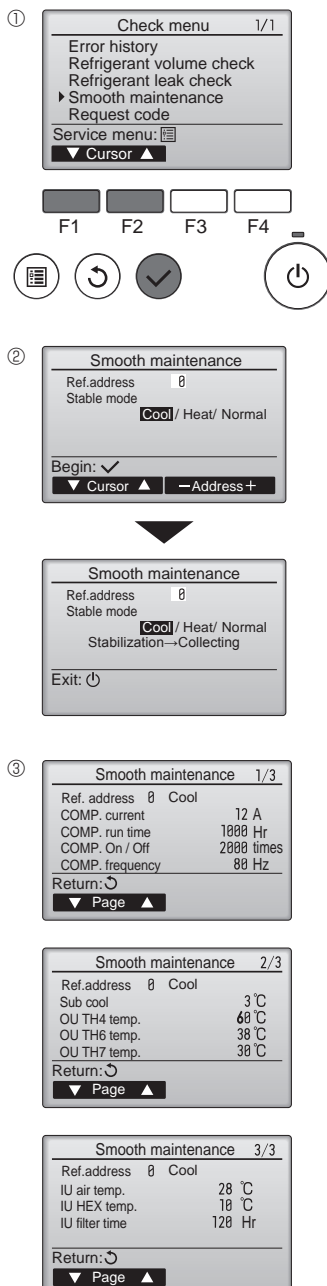 ①
Check menu 1/1
Error history
Refrigerant volume check
Refrigerant leak check
Smooth maintenance
Request code
Service menu:
▼ Cursor ▲
F1 F2 F3 F4
②
Smooth maintenance
Ref.address 0
Stable mode
Cool / Heat/ Normal
Begin: ✓
▼ Cursor ▲ −Address+
Smooth maintenance
Ref.address 0
Stable mode
Cool / Heat/ Normal
Stabilization→Collecting
Exit:
③
Smooth maintenance 1/3
Ref. address 0 Cool
COMP. current 12 A
COMP. run time 1000 Hr
COMP. On / Off 2000 times
COMP. frequency 80 Hz
Return:
▼ Page ▲
Smooth maintenance 2/3
Ref.address 0 Cool
Sub cool 3 ℃
OU TH4 temp. 60 ℃
OU TH6 temp. 38 ℃
OU TH7 temp. 30 ℃
Return:
▼ Page ▲
Smooth maintenance 3/3
Ref.address 0 Cool
IU air temp. 28 ℃
IU HEX temp. 10 ℃
IU filter time 120 Hr
Return:
▼ Page ▲